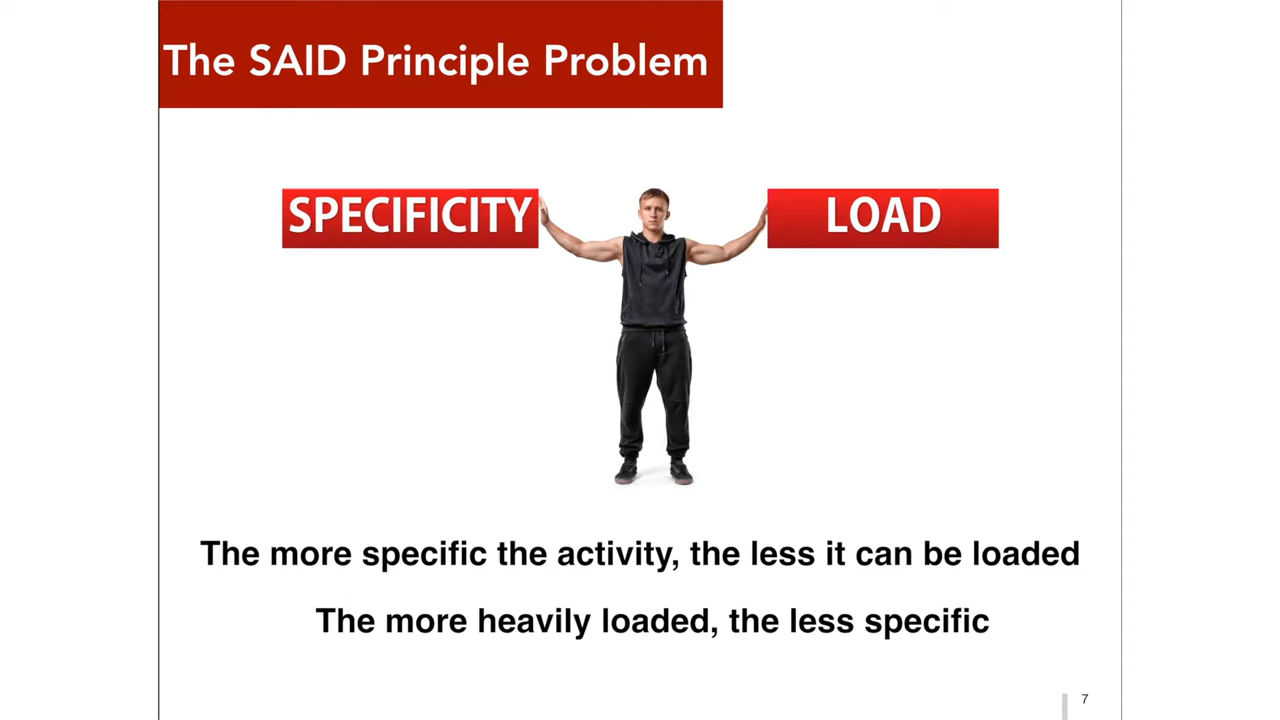 The SAID Principle Problem
SPECIFICITY
LOAD
The more specific the activity, the less it can be loaded
The more heavily loaded, the less specific
7